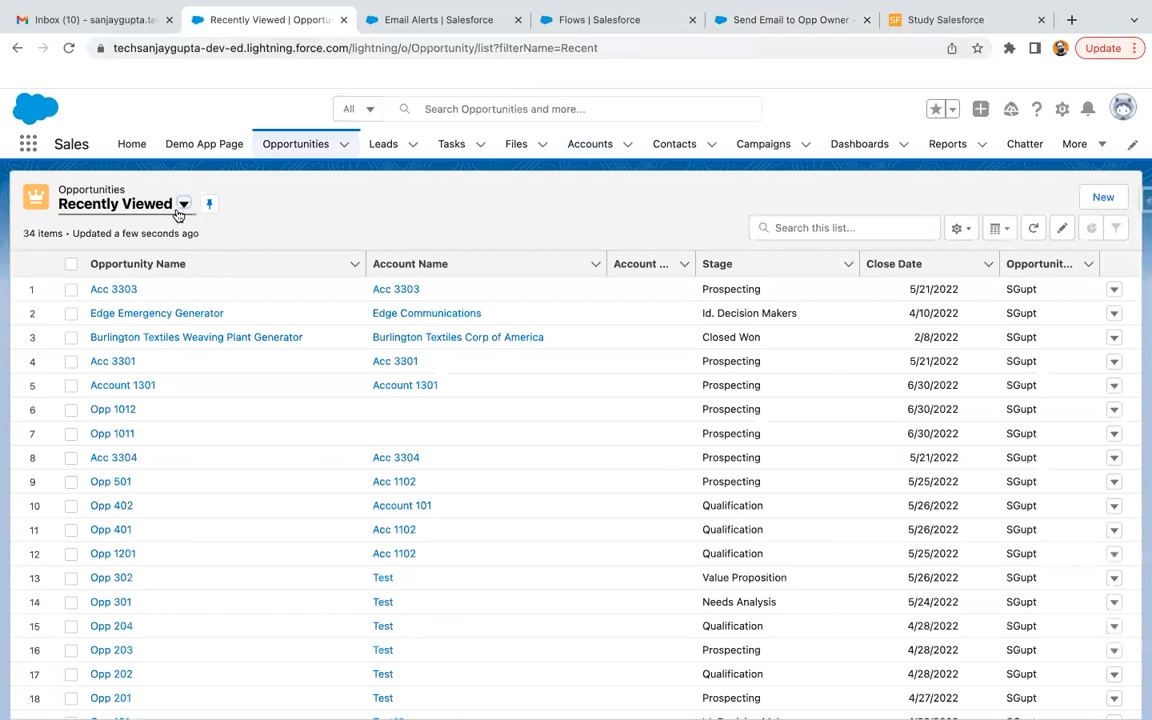 Inbox (10) - sanjaygupta.te
Recently Viewed | Opportu
Email Alerts | Salesforce
Flows | Salesforce
Send Email to Opp Owner -
SF Study Salesforce
techsanjaygupta-dev-ed.lightning.force.com/lightning/o/Opportunity/list?filterName=Recent
Update
All
Search Opportunities and more...
Sales
Home
Demo App Page
Opportunities
Leads
Tasks
Files
Accounts
Contacts
Campaigns
Dashboards
Reports
Chatter
More
Opportunities
Recently Viewed
New
34 items • Updated a few seconds ago
Search this list...
Opportunity Name Account Name Account ... Stage Close Date Opportunit...
1 Acc 3303 Acc 3303 Prospecting 5/21/2022 SGupt
2 Edge Emergency Generator Edge Communications Id. Decision Makers 4/10/2022 SGupt
3 Burlington Textiles Weaving Plant Generator Burlington Textiles Corp of America Closed Won 2/8/2022 SGupt
4 Acc 3301 Acc 3301 Prospecting 5/21/2022 SGupt
5 Account 1301 Account 1301 Prospecting 6/30/2022 SGupt
6 Opp 1012 Prospecting 6/30/2022 SGupt
7 Opp 1011 Prospecting 6/30/2022 SGupt
8 Acc 3304 Acc 3304 Prospecting 5/21/2022 SGupt
9 Opp 501 Acc 1102 Prospecting 5/25/2022 SGupt
10 Opp 402 Account 101 Qualification 5/26/2022 SGupt
11 Opp 401 Acc 1102 Qualification 5/26/2022 SGupt
12 Opp 1201 Acc 1102 Qualification 5/25/2022 SGupt
13 Opp 302 Test Value Proposition 5/26/2022 SGupt
14 Opp 301 Test Needs Analysis 5/24/2022 SGupt
15 Opp 204 Test Qualification 4/28/2022 SGupt
16 Opp 203 Test Prospecting 4/28/2022 SGupt
17 Opp 202 Test Qualification 4/28/2022 SGupt
18 Opp 201 Test Prospecting 4/27/2022 SGupt